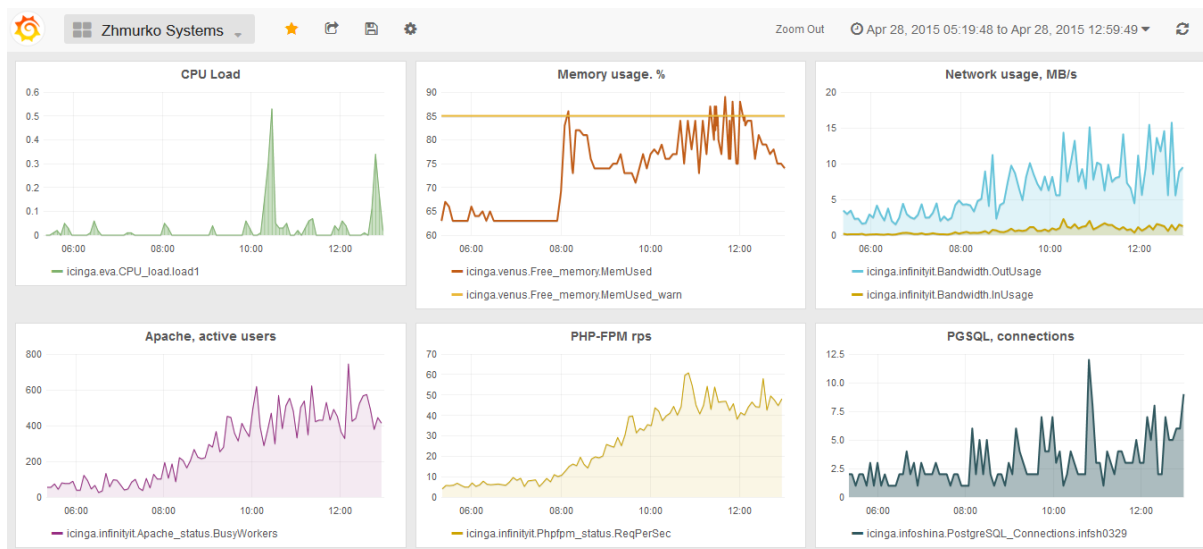 Zhmurko Systems
Zoom Out
Apr 28, 2015 05:19:48 to Apr 28, 2015 12:59:49
CPU Load
0.6
0.5
0.4
0.3
0.2
0.1
0
06:00 08:00 10:00 12:00
icinga.eva.CPU_load.load1
Memory usage. %
90
85
80
75
70
65
60
06:00 08:00 10:00 12:00
icinga.venus.Free_memory.MemUsed
icinga.venus.Free_memory.MemUsed_warn
Network usage, MB/s
20
15
10
5
0
06:00 08:00 10:00 12:00
icinga.infinityit.Bandwidth.OutUsage
icinga.infinityit.Bandwidth.InUsage
Apache, active users
800
600
400
200
0
06:00 08:00 10:00 12:00
icinga.infinityit.Apache_status.BusyWorkers
PHP-FPM rps
70
60
50
40
30
20
10
0
06:00 08:00 10:00 12:00
icinga.infinityit.Phpfpm_status.ReqPerSec
PGSQL, connections
12.5
10.0
7.5
5.0
2.5
0
06:00 08:00 10:00 12:00
icinga.infoshina.PostgreSQL_Connections.infsh0329